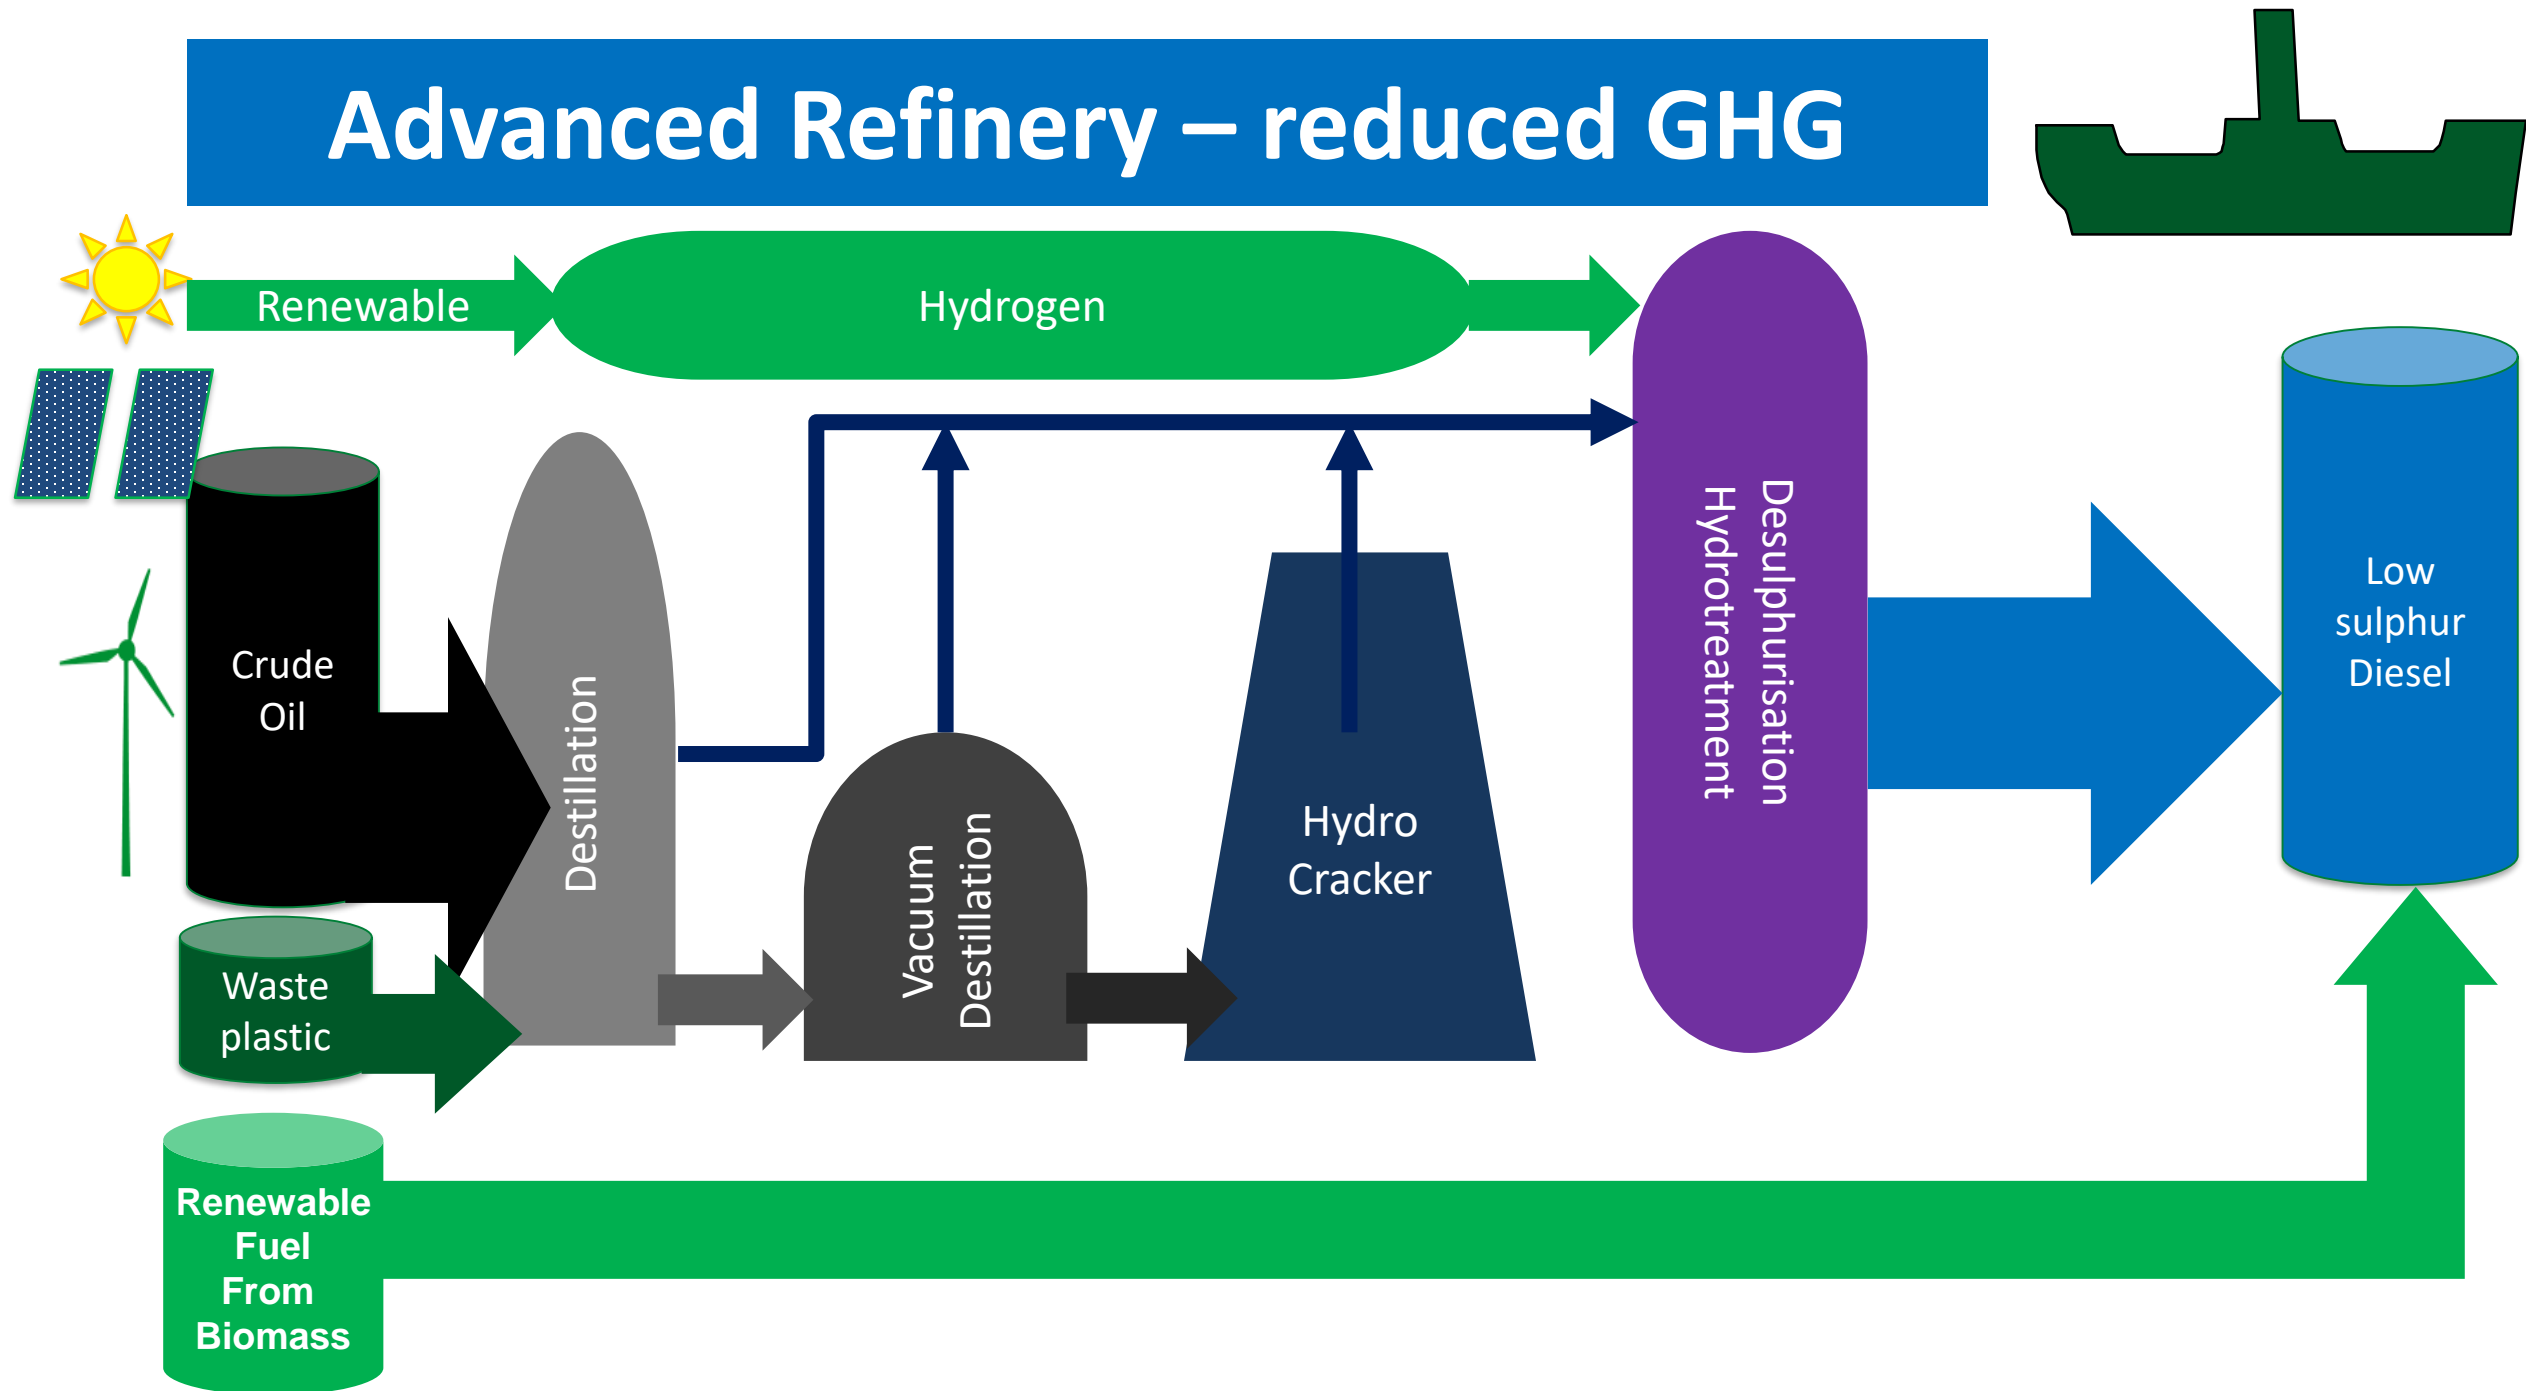 Advanced Refinery – reduced GHG
Renewable
Hydrogen
Crude
Oil
Destillation
Vacuum
Destillation
Hydro
Cracker
Desulphurisation
Hydrotreatment
Low
sulphur
Diesel
Waste
plastic
Renewable
Fuel
From
Biomass